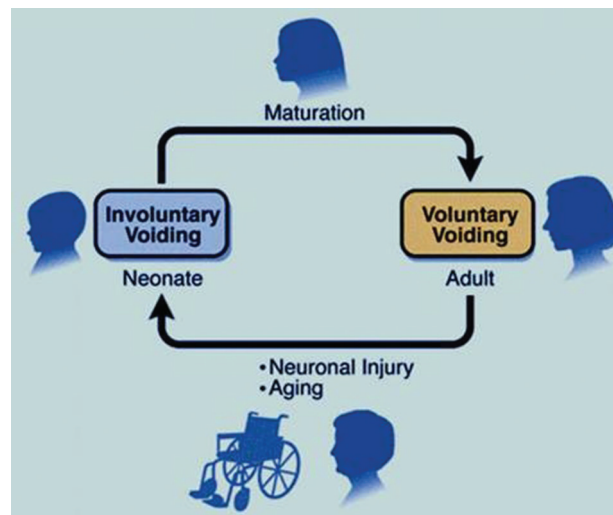 Maturation
Involuntary
Voiding
Neonate
Voluntary
Voiding
Adult
•Neuronal Injury
•Aging